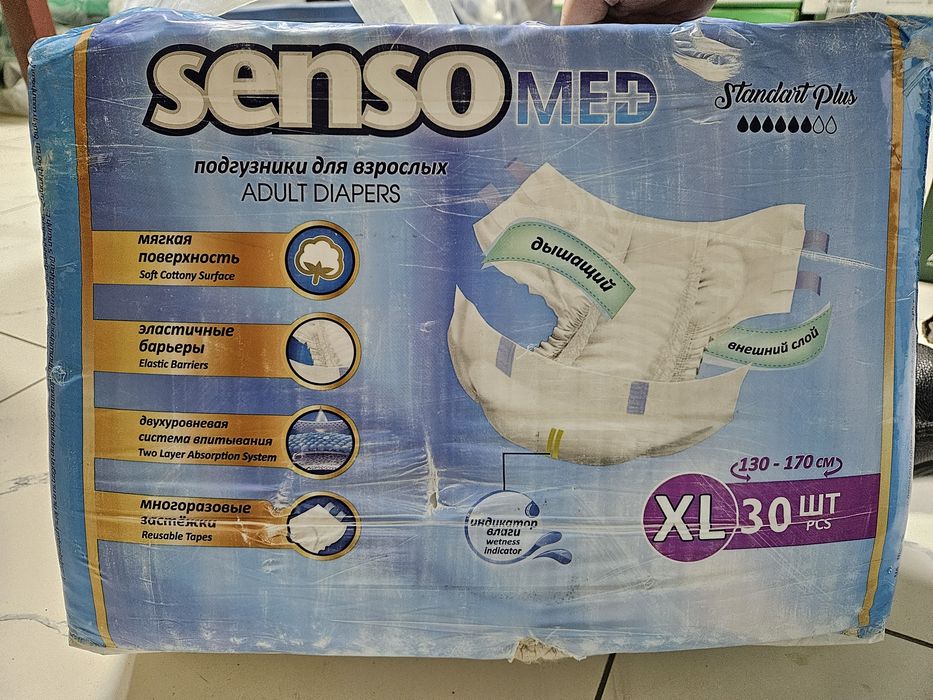 senso MED
Standart Plus
подгузники для взрослых
ADULT DIAPERS
мягкая
поверхность
Soft Cottony Surface
эластичные
барьеры
Elastic Barriers
двухуровневая
система впитывания
Two Layer Absorption System
многоразовые
застёжки
Reusable Tapes
дышащий
внешний слой
индикатор
влаги
wetness
indicator
130 - 170 см
XL 30 ШТ
PCS